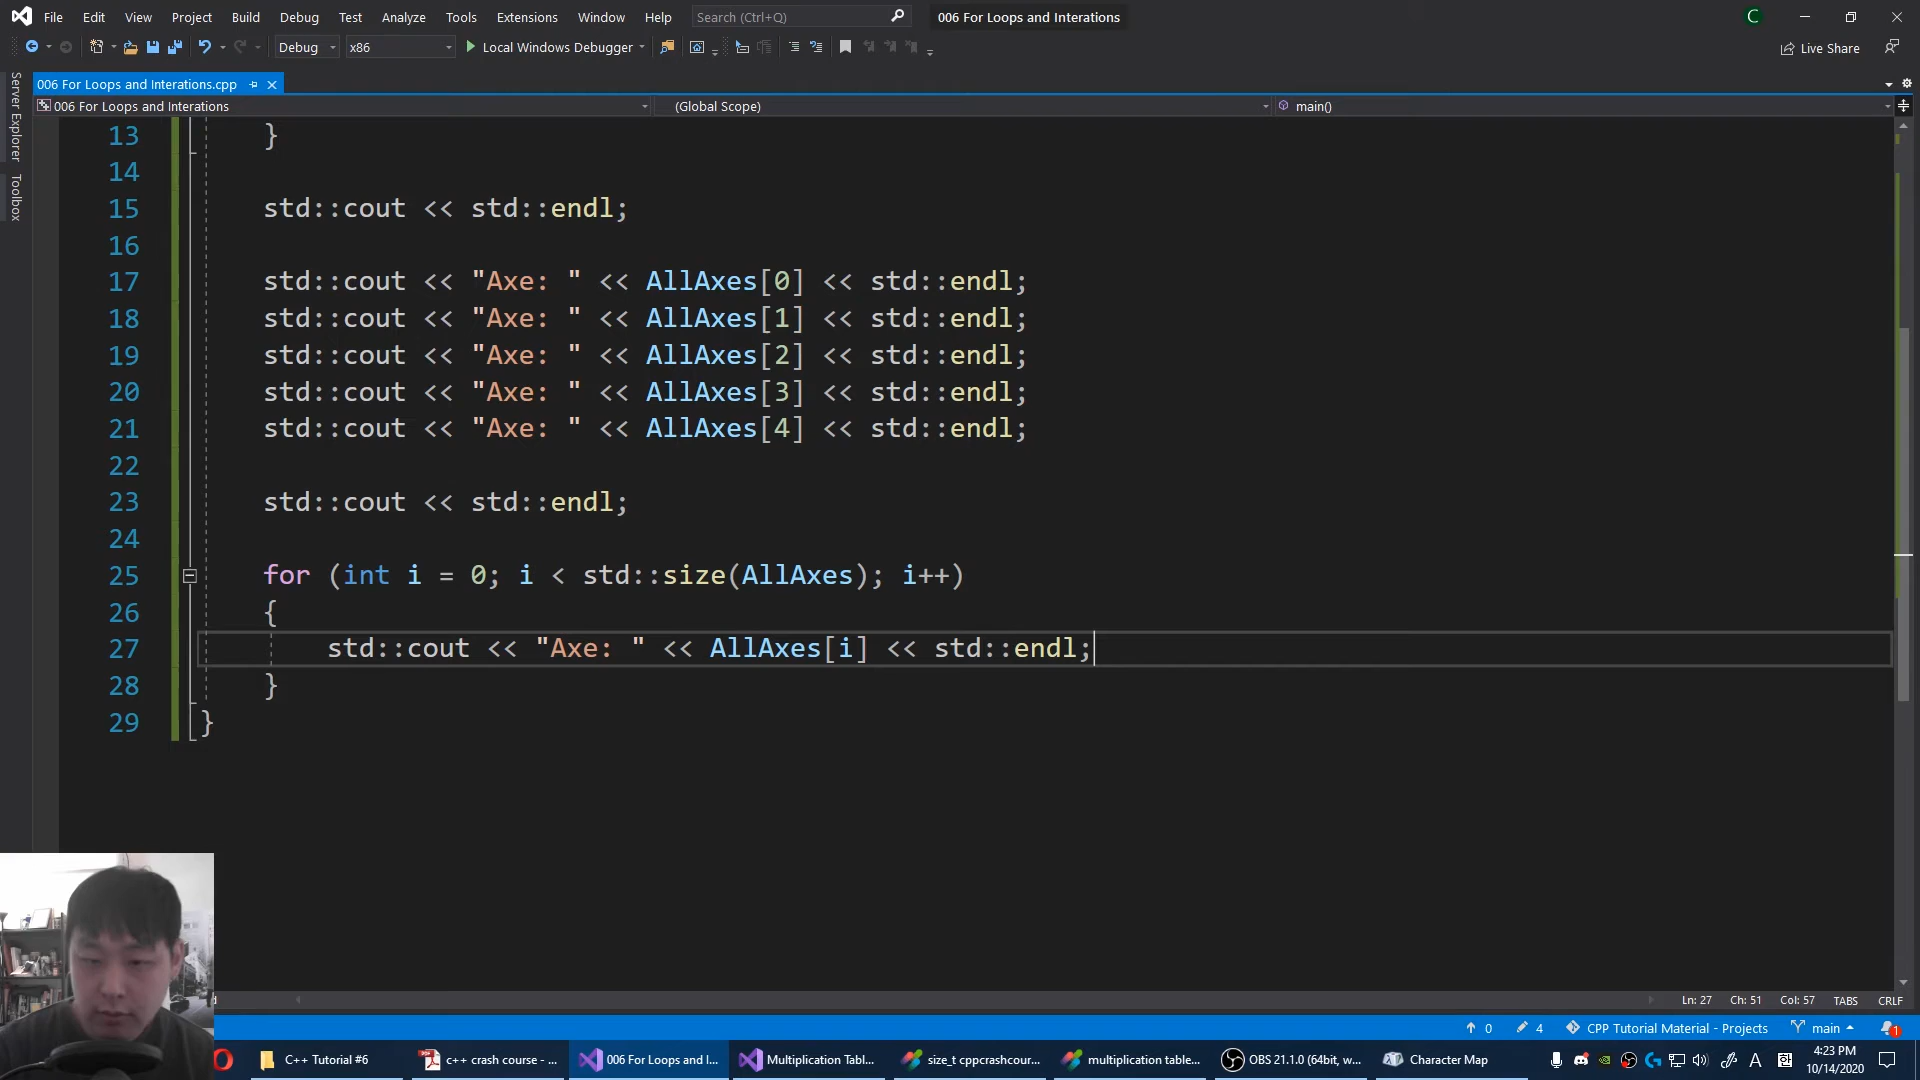 File Edit View Project Build Debug Test Analyze Tools Extensions Window Help Search (Ctrl+Q) 006 For Loops and Interations C
Debug x86 Local Windows Debugger Live Share
006 For Loops and Interations.cpp
006 For Loops and Interations (Global Scope) main()
Server Explorer
Toolbox
13 }
14
15 std::cout << std::endl;
16
17 std::cout << "Axe: " << AllAxes[0] << std::endl;
18 std::cout << "Axe: " << AllAxes[1] << std::endl;
19 std::cout << "Axe: " << AllAxes[2] << std::endl;
20 std::cout << "Axe: " << AllAxes[3] << std::endl;
21 std::cout << "Axe: " << AllAxes[4] << std::endl;
22
23 std::cout << std::endl;
24
25 for (int i = 0; i < std::size(AllAxes); i++)
26 {
27 std::cout << "Axe: " << AllAxes[i] << std::endl;
28 }
29 }
Ln: 27 Ch: 51 Col: 57 TABS CRLF
0 4 CPP Tutorial Material - Projects main 1
C++ Tutorial #6 c++ crash course - ... 006 For Loops and I... Multiplication Tabl... size_t cppcrashcour... multiplication table... OBS 21.1.0 (64bit, w... Character Map A 한 4:23 PM
10/14/2020